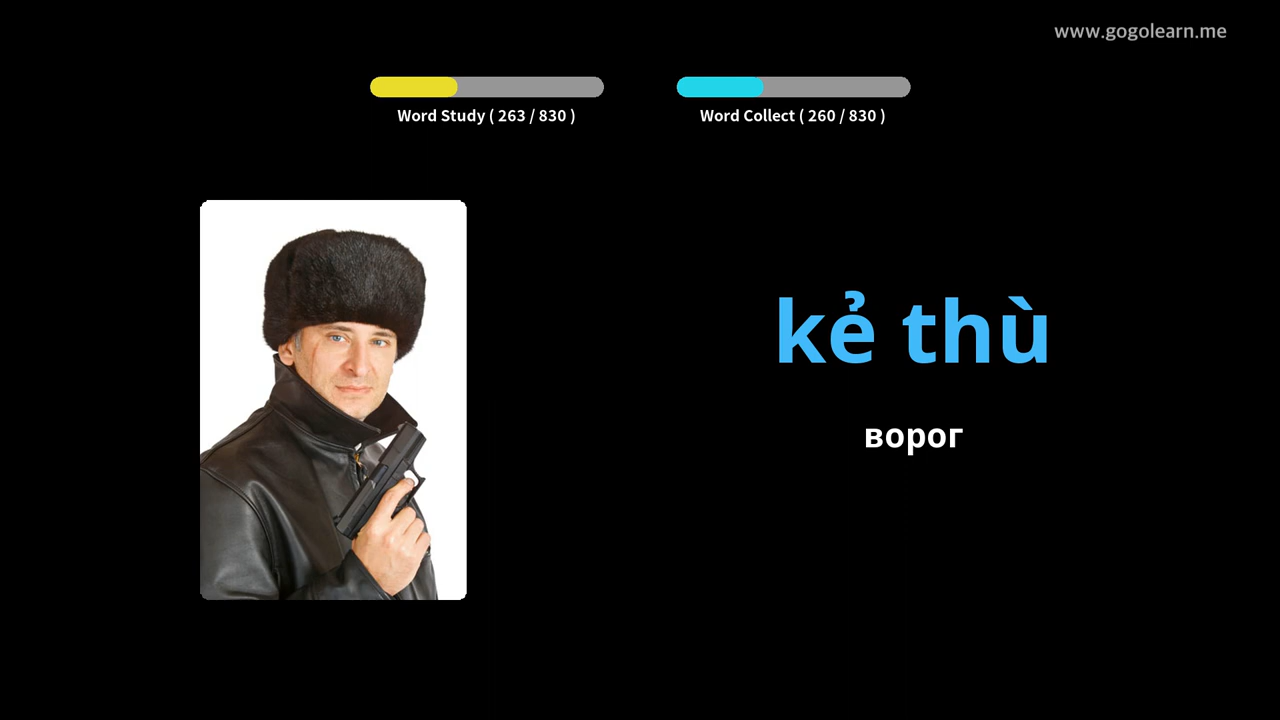 www.gogolearn.me
Word Study ( 263 / 830 )
Word Collect ( 260 / 830 )
kẻ thù
ворог